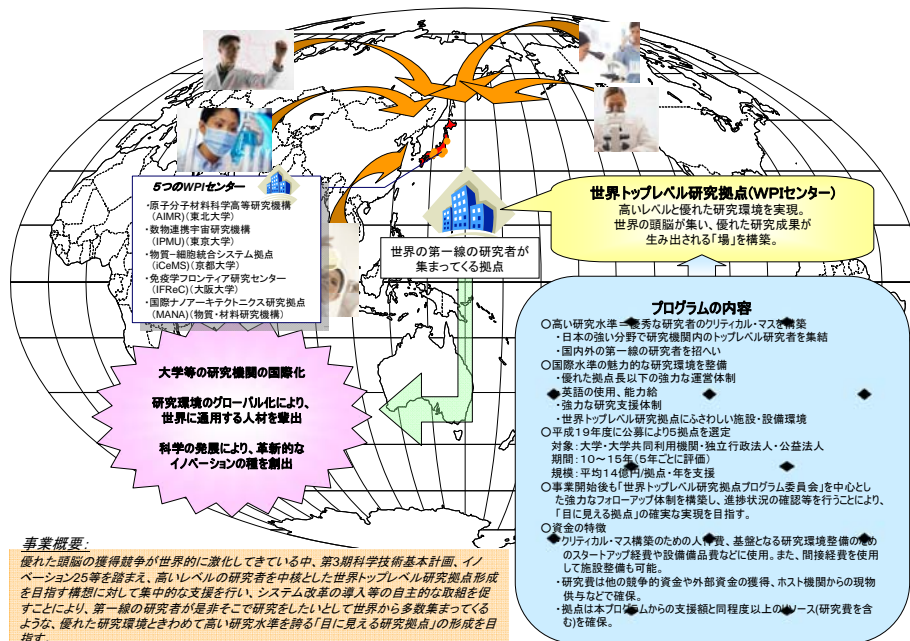 5つのWPIセンター
・原子分子材料科学高等研究機構
(AIMR)(東北大学)
・数物連携宇宙研究機構
(IPMU)(東京大学)
・物質-細胞統合システム拠点
(iCeMS)(京都大学)
・免疫学フロンティア研究センター
(IFReC)(大阪大学)
・国際ナノアーキテクトニクス研究拠点
(MANA)(物質・材料研究機構)
世界の第一線の研究者が
集まってくる拠点
世界トップレベル研究拠点(WPIセンター)
高いレベルと優れた研究環境を実現。
世界の頭脳が集い、優れた研究成果が
生み出される「場」を構築。
大学等の研究機関の国際化
研究環境のグローバル化により、
世界に通用する人材を輩出
科学の発展により、革新的な
イノベーションの種を創出
プログラムの内容
○高い研究水準=優秀な研究者のクリティカル・マスを構築
・日本の強い分野で研究機関内のトップレベル研究者を集結
・国内外の第一線の研究者を招へい
○国際水準の魅力的な研究環境を整備
・優れた拠点長以下の強力な運営体制
・英語の使用、能力給
・強力な研究支援体制
・世界トップレベル研究拠点にふさわしい施設・設備環境
○平成19年度に公募により5拠点を選定
対象:大学・大学共同利用機関・独立行政法人・公益法人
期間:10~15年(5年ごとに評価)
規模:平均14億円/拠点・年を支援
○事業開始後も「世界トップレベル研究拠点プログラム委員会」を中心とし
た強力なフォローアップ体制を構築し、進捗状況の確認等を行うことにより、
「目に見える拠点」の確実な実現を目指す。
○資金の特徴
・クリティカル・マス構築のための人件費、基盤となる研究環境整備のため
のスタートアップ経費や設備備品費などに使用。また、間接経費を使用
して施設整備も可能。
・研究費は他の競争的資金や外部資金の獲得、ホスト機関からの現物
供与などで確保。
・拠点は本プログラムからの支援額と同程度以上のリソース(研究費を含
む)を確保。
事業概要:
優れた頭脳の獲得競争が世界的に激化してきている中、第3期科学技術基本計画、イノ
ベーション25等を踏まえ、高いレベルの研究者を中核とした世界トップレベル研究拠点形成
を目指す構想に対して集中的な支援を行い、システム改革の導入等の自主的な取組を促
すことにより、第一線の研究者が是非そこで研究をしたいとして世界から多数集まってくる
ような、優れた研究環境ときわめて高い研究水準を誇る「目に見える研究拠点」の形成を目
指す。